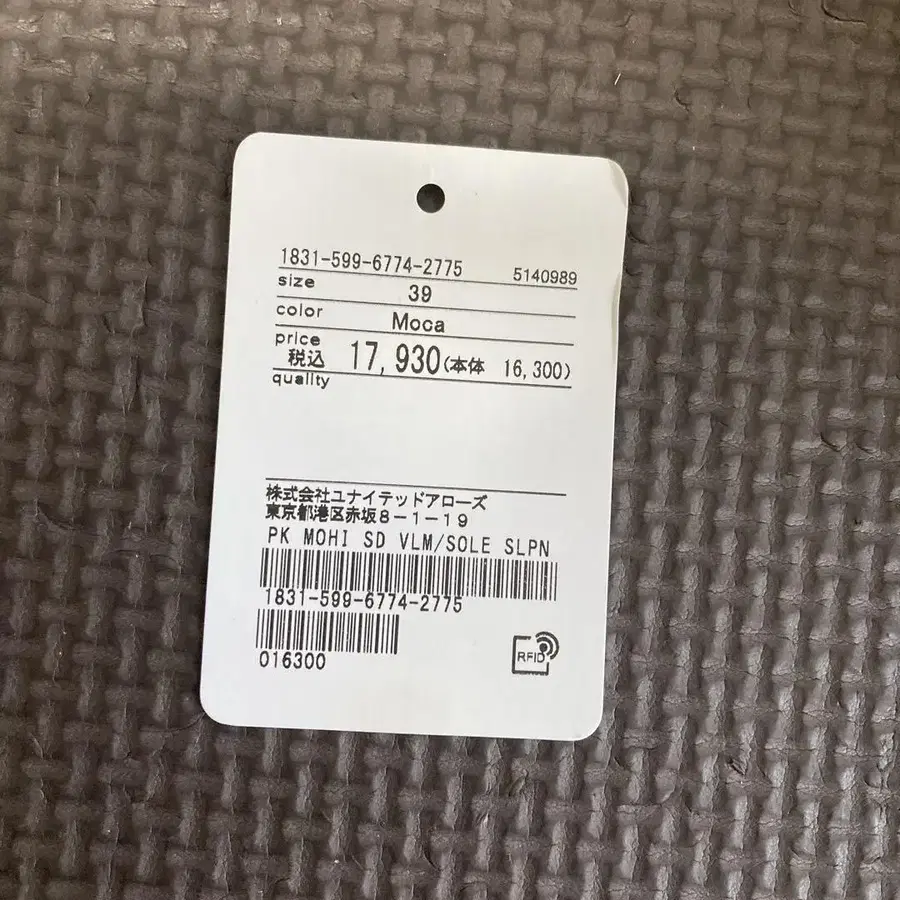 1831-599-6774-2775 5140989
size 39
color Moca
price
税込 17,930(本体 16,300)
quality
株式会社ユナイテッドアローズ
東京都港区赤坂8-1-19
PK MOHI SD VLM/SOLE SLPN
1831-599-6774-2775
016300
RFID